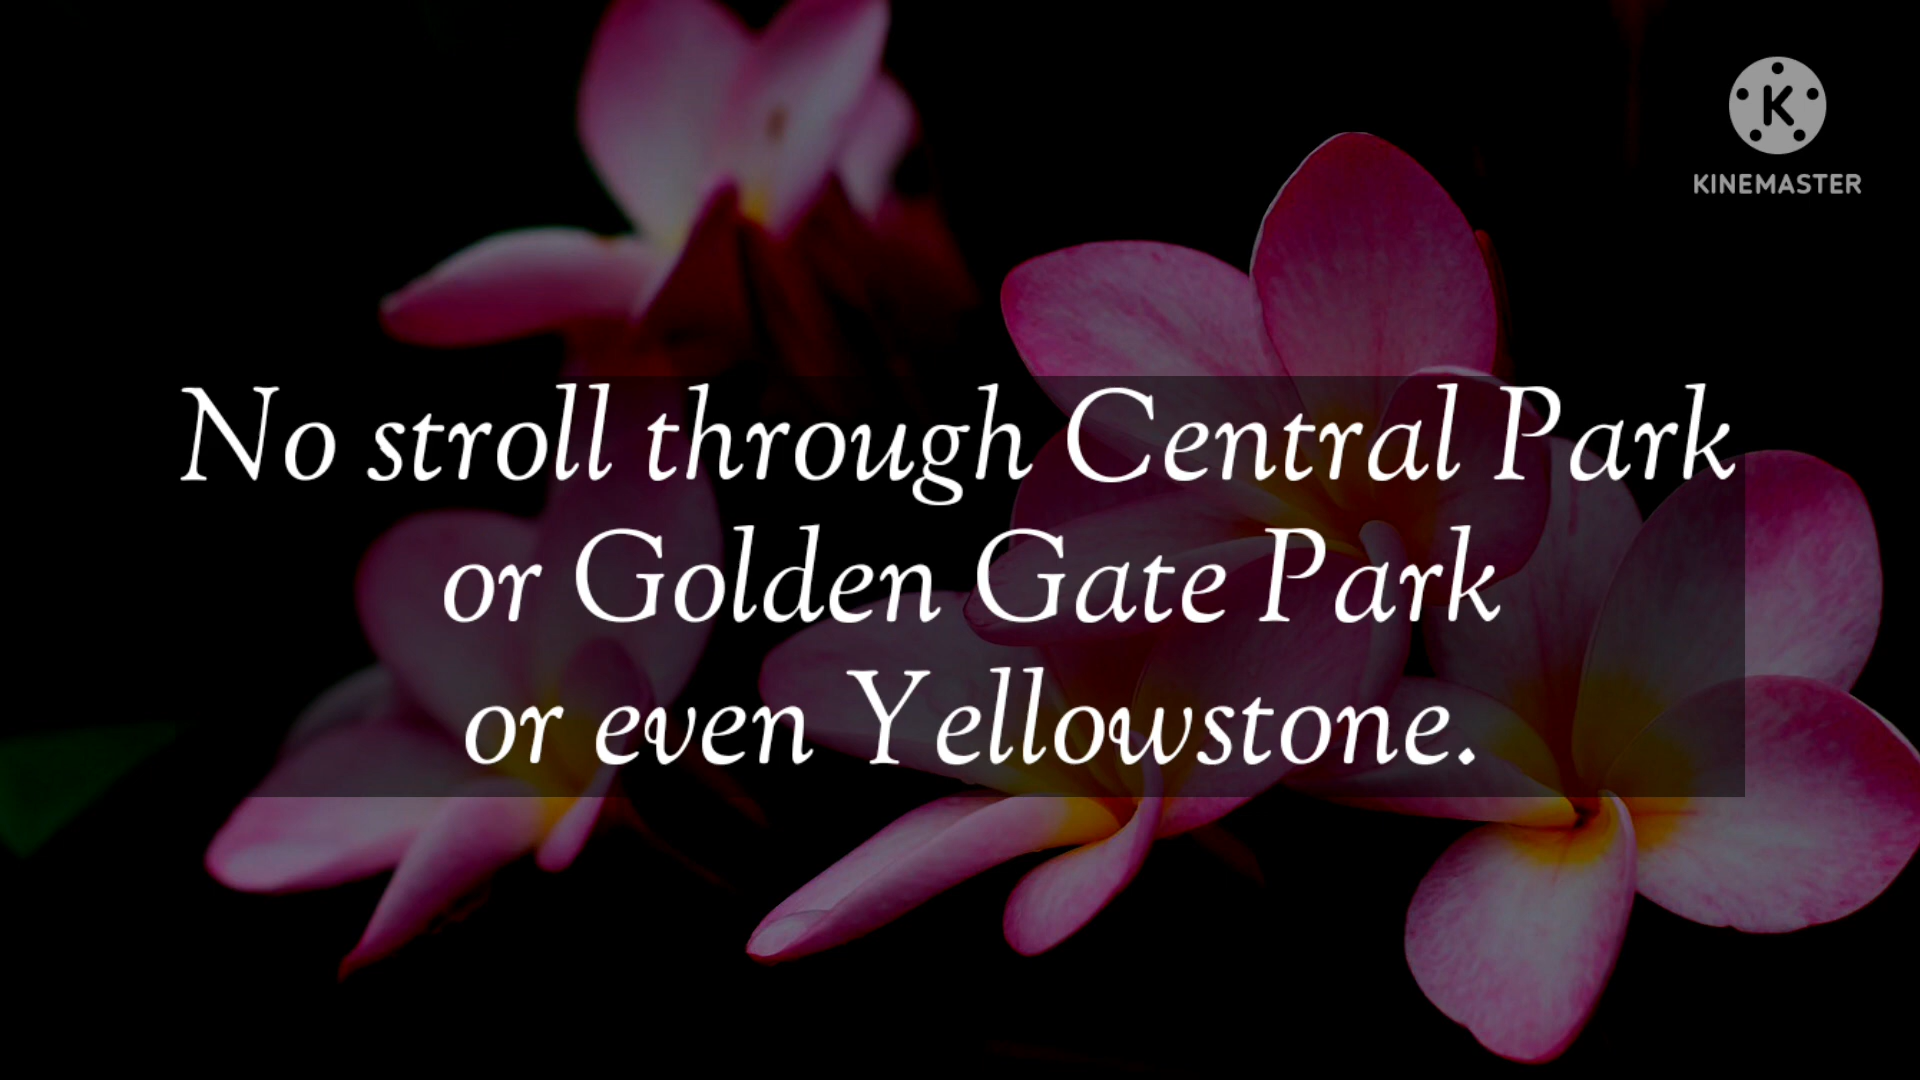 K
KINEMASTER
No stroll through Central Park
or Golden Gate Park
or even Yellowstone.